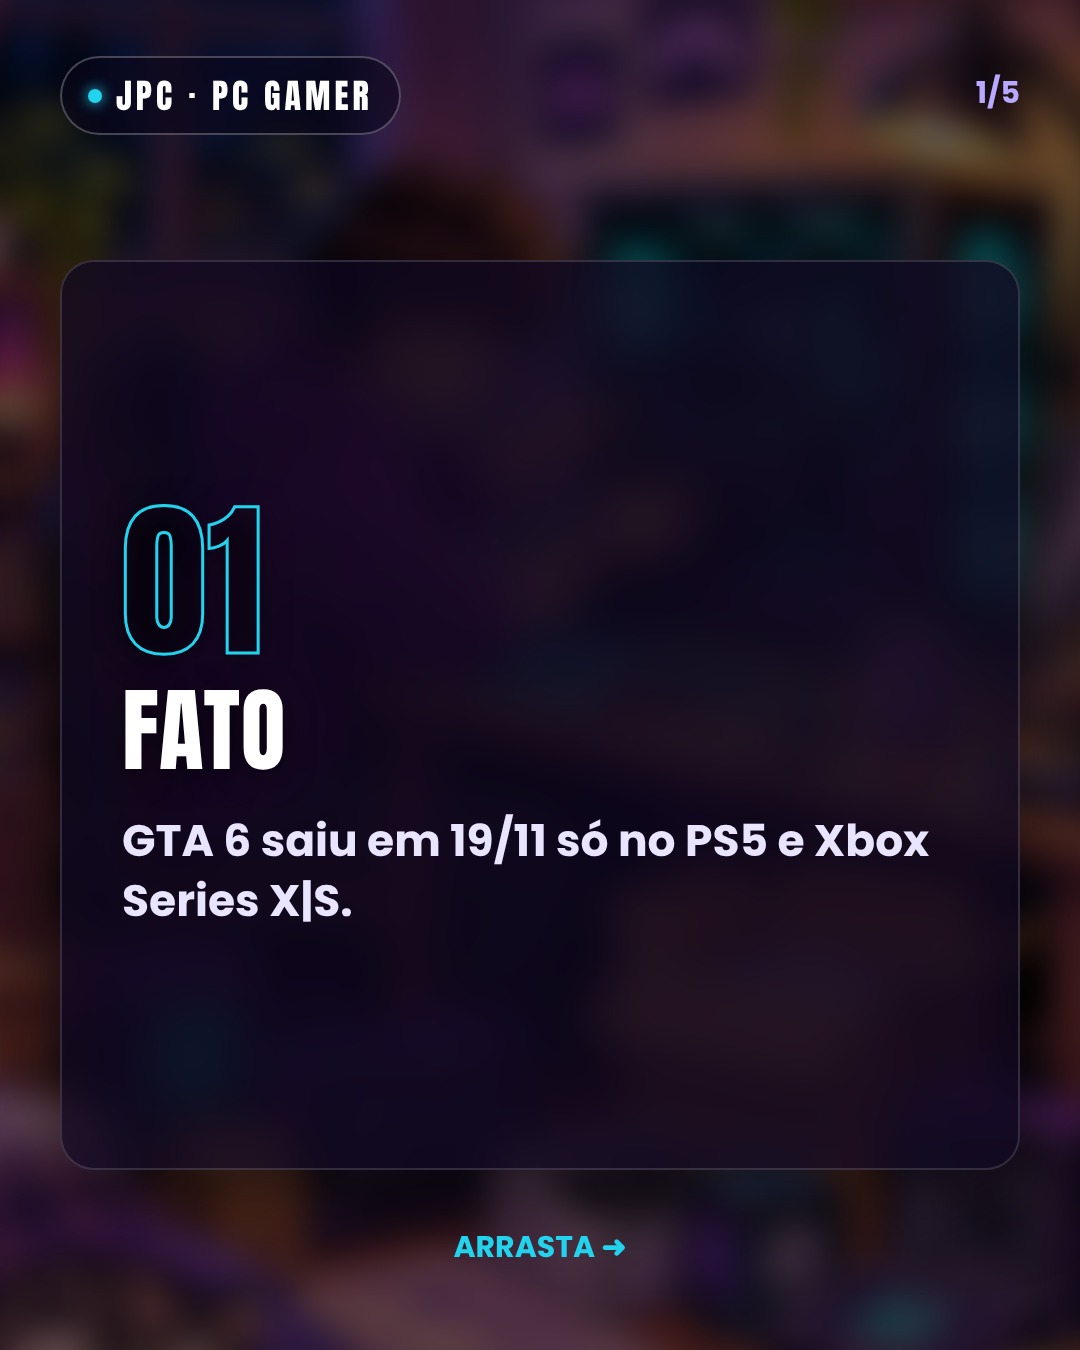 JPC · PC GAMER
1/5
01
FATO
GTA 6 saiu em 19/11 só no PS5 e Xbox
Series X|S.
ARRASTA ➜